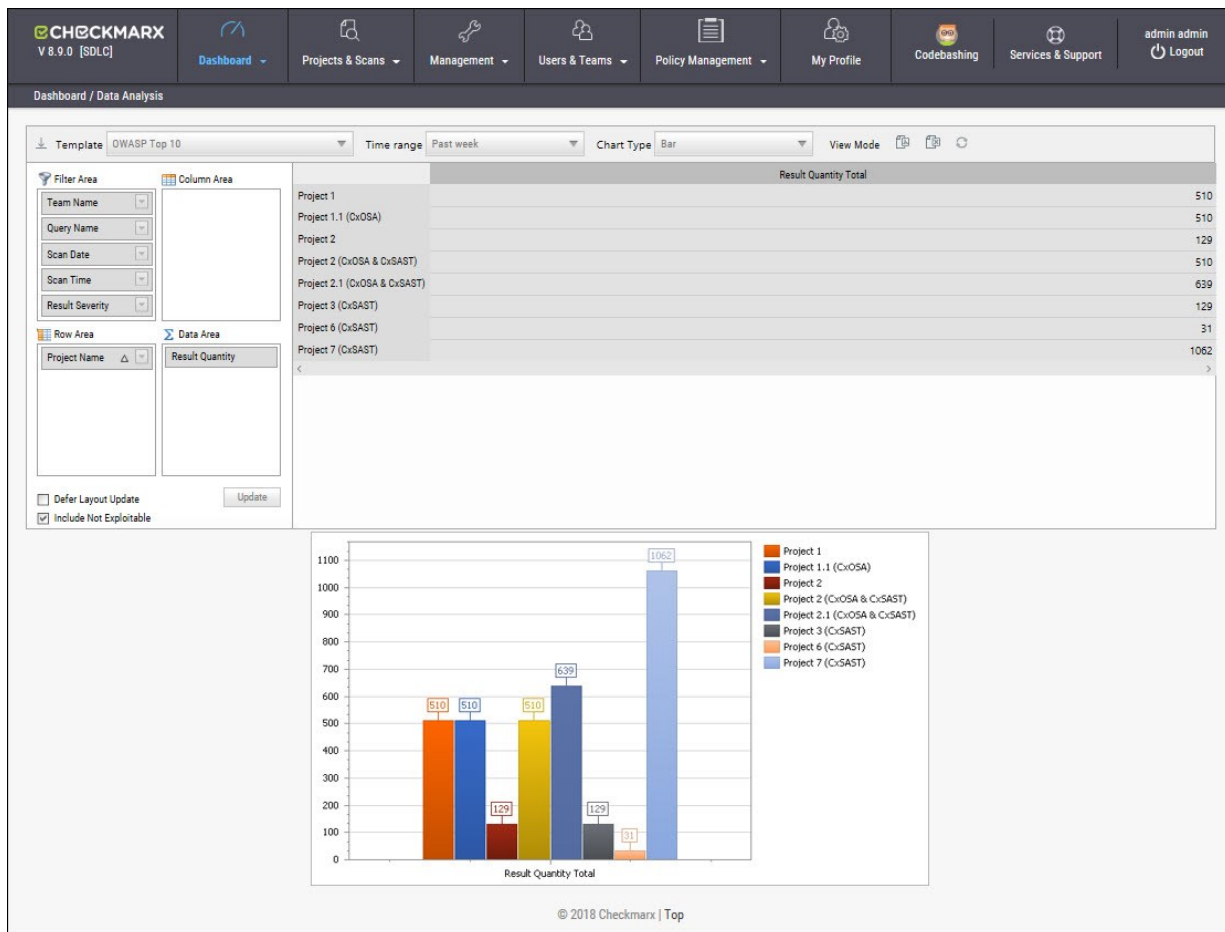 CHECKMARX
V 8.9.0 [SDLC]
Dashboard
Projects & Scans
Management
Users & Teams
Policy Management
My Profile
Codebashing
Services & Support
admin admin
Logout
Dashboard / Data Analysis
Template OWASP Top 10 Time range Past week Chart Type Bar View Mode
Filter Area Column Area
Team Name
Query Name
Scan Date
Scan Time
Result Severity
Row Area Data Area
Project Name Result Quantity
Defer Layout Update Update
Include Not Exploitable
Result Quantity Total
Project 1 510
Project 1.1 (CxOSA) 510
Project 2 129
Project 2 (CxOSA & CxSAST) 510
Project 2.1 (CxOSA & CxSAST) 639
Project 3 (CxSAST) 129
Project 6 (CxSAST) 31
Project 7 (CxSAST) 1062
1100
1000
900
800
700
600
500
400
300
200
100
0
510
510
129
510
639
129
31
1062
Result Quantity Total
Project 1
Project 1.1 (CxOSA)
Project 2
Project 2 (CxOSA & CxSAST)
Project 2.1 (CxOSA & CxSAST)
Project 3 (CxSAST)
Project 6 (CxSAST)
Project 7 (CxSAST)
© 2018 Checkmarx | Top